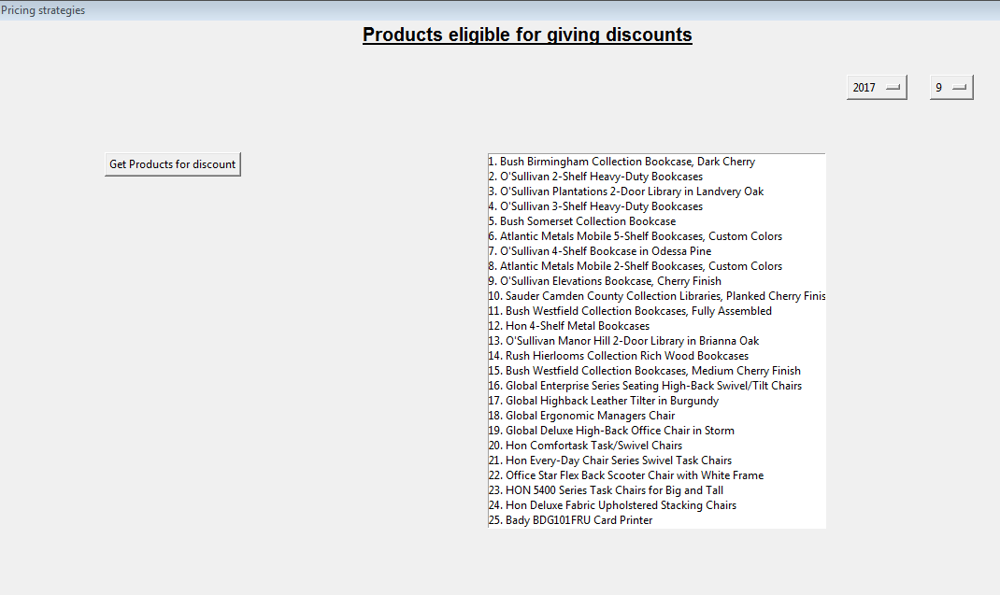 Pricing strategies
Products eligible for giving discounts
2017
9
Get Products for discount
1. Bush Birmingham Collection Bookcase, Dark Cherry
2. O'Sullivan 2-Shelf Heavy-Duty Bookcases
3. O'Sullivan Plantations 2-Door Library in Landvery Oak
4. O'Sullivan 3-Shelf Heavy-Duty Bookcases
5. Bush Somerset Collection Bookcase
6. Atlantic Metals Mobile 5-Shelf Bookcases, Custom Colors
7. O'Sullivan 4-Shelf Bookcase in Odessa Pine
8. Atlantic Metals Mobile 2-Shelf Bookcases, Custom Colors
9. O'Sullivan Elevations Bookcase, Cherry Finish
10. Sauder Camden County Collection Libraries, Planked Cherry Finis
11. Bush Westfield Collection Bookcases, Fully Assembled
12. Hon 4-Shelf Metal Bookcases
13. O'Sullivan Manor Hill 2-Door Library in Brianna Oak
14. Rush Hierlooms Collection Rich Wood Bookcases
15. Bush Westfield Collection Bookcases, Medium Cherry Finish
16. Global Enterprise Series Seating High-Back Swivel/Tilt Chairs
17. Global Highback Leather Tilter in Burgundy
18. Global Ergonomic Managers Chair
19. Global Deluxe High-Back Office Chair in Storm
20. Hon Comfortask Task/Swivel Chairs
21. Hon Every-Day Chair Series Swivel Task Chairs
22. Office Star Flex Back Scooter Chair with White Frame
23. HON 5400 Series Task Chairs for Big and Tall
24. Hon Deluxe Fabric Upholstered Stacking Chairs
25. Bady BDG101FRU Card Printer